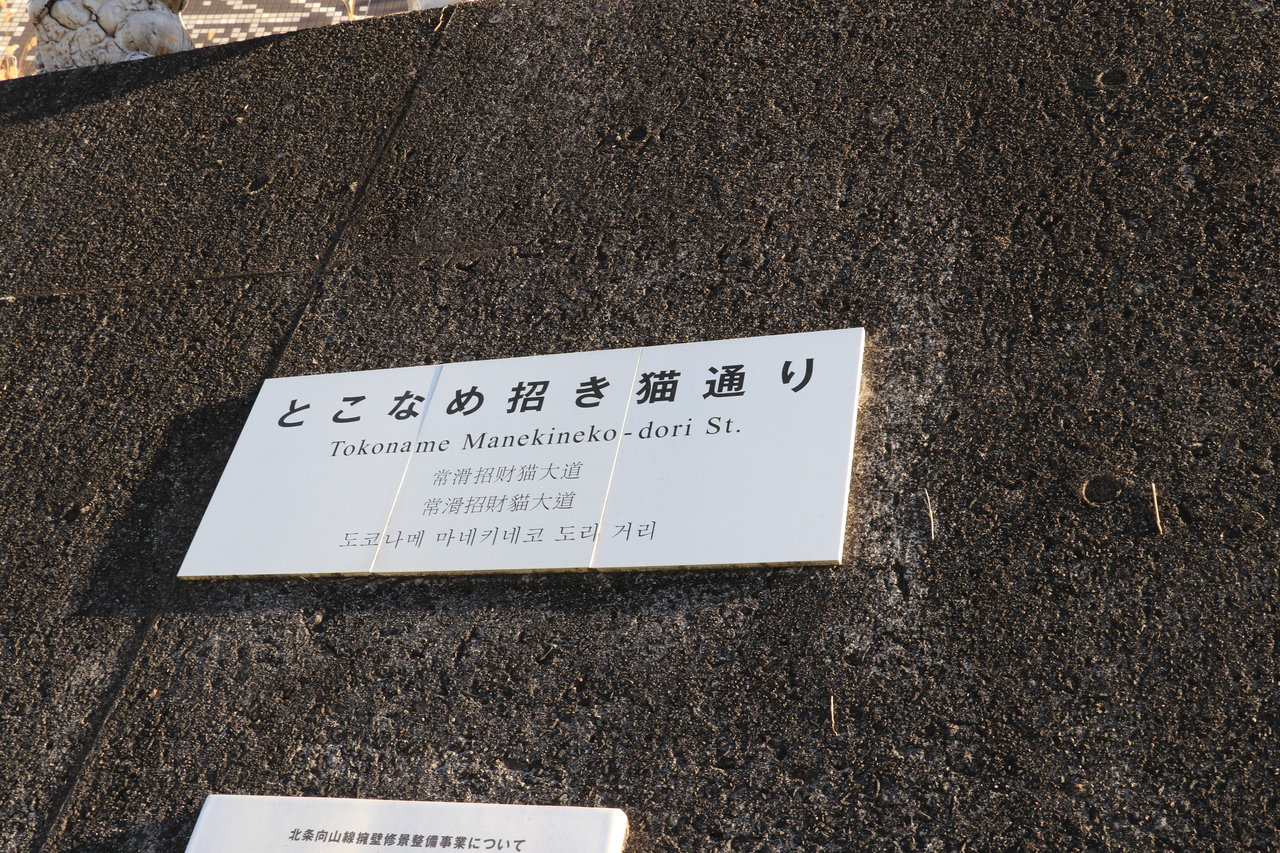 とこなめ招き猫通り
Tokoname Manekineko-dori St.
常滑招财猫大道
常滑招財貓大道
도코나메 마네키네코 도리 거리
北条向山線擁壁修景整備事業について